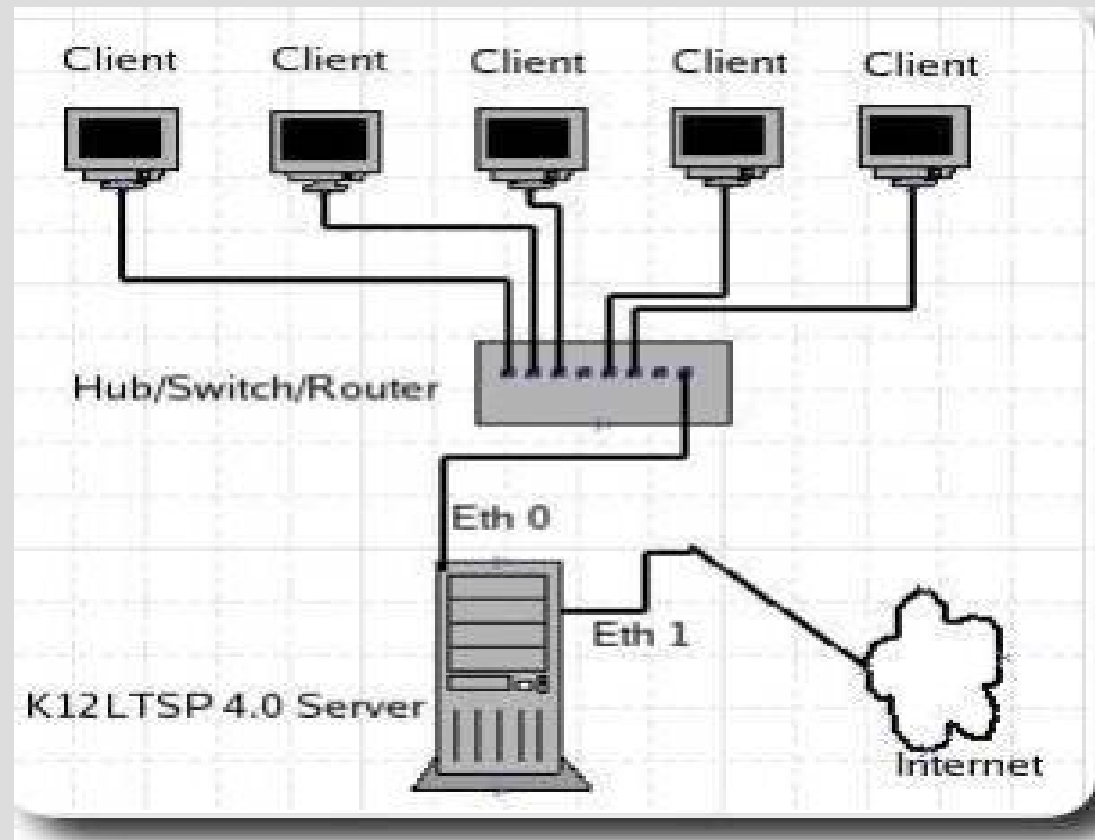 Client
Client
Client
Client
Client
Hub/Switch/Router
Eth 0
Eth 1
K12LTSP 4.0 Server
Internet